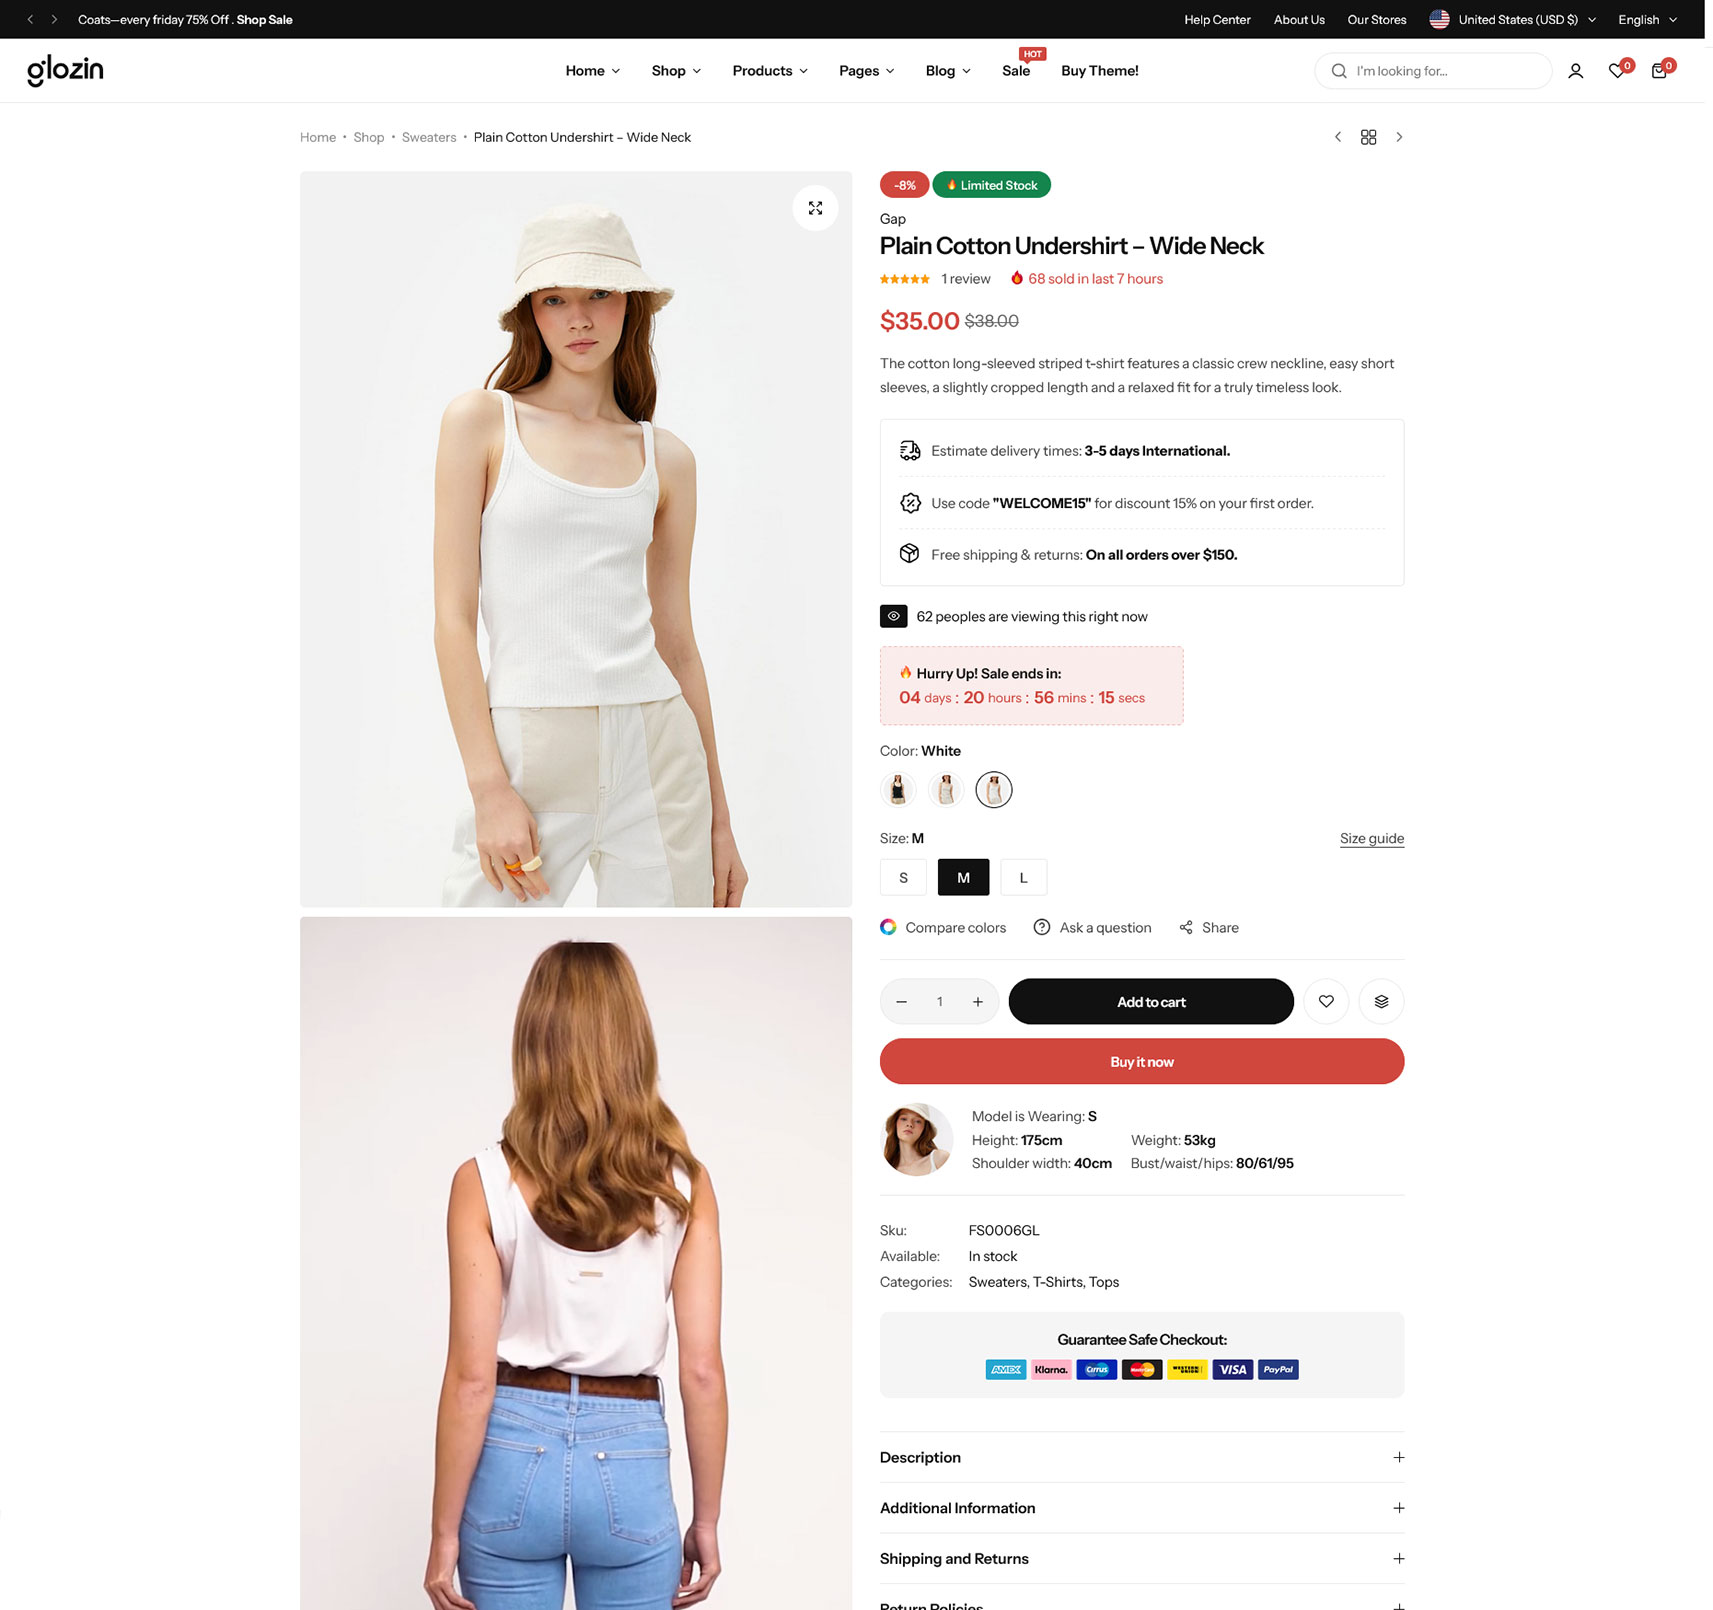 Coats—every friday 75% Off . Shop Sale
Help Center
About Us
Our Stores
United States (USD $)
English
glozin
Home
Shop
Products
Pages
Blog
Sale
HOT
Buy Theme!
I'm looking for...
0
0
Home • Shop • Sweaters • Plain Cotton Undershirt – Wide Neck
-8%
Limited Stock
Gap
Plain Cotton Undershirt – Wide Neck
1 review
68 sold in last 7 hours
$35.00 $38.00
The cotton long-sleeved striped t-shirt features a classic crew neckline, easy short
sleeves, a slightly cropped length and a relaxed fit for a truly timeless look.
Estimate delivery times: 3-5 days International.
Use code "WELCOME15" for discount 15% on your first order.
Free shipping & returns: On all orders over $150.
62 peoples are viewing this right now
Hurry Up! Sale ends in:
04 days : 20 hours : 56 mins : 15 secs
Color: White
Size: M
Size guide
S
M
L
Compare colors
Ask a question
Share
1
Add to cart
Buy it now
Model is Wearing: S
Height: 175cm
Weight: 53kg
Shoulder width: 40cm
Bust/waist/hips: 80/61/95
Sku: FS0006GL
Available: In stock
Categories: Sweaters, T-Shirts, Tops
Guarantee Safe Checkout:
AMEX
Klarna.
Cirrus
MasterCard
WESTERN UNION
VISA
PayPal
Description
Additional Information
Shipping and Returns
Return Policies